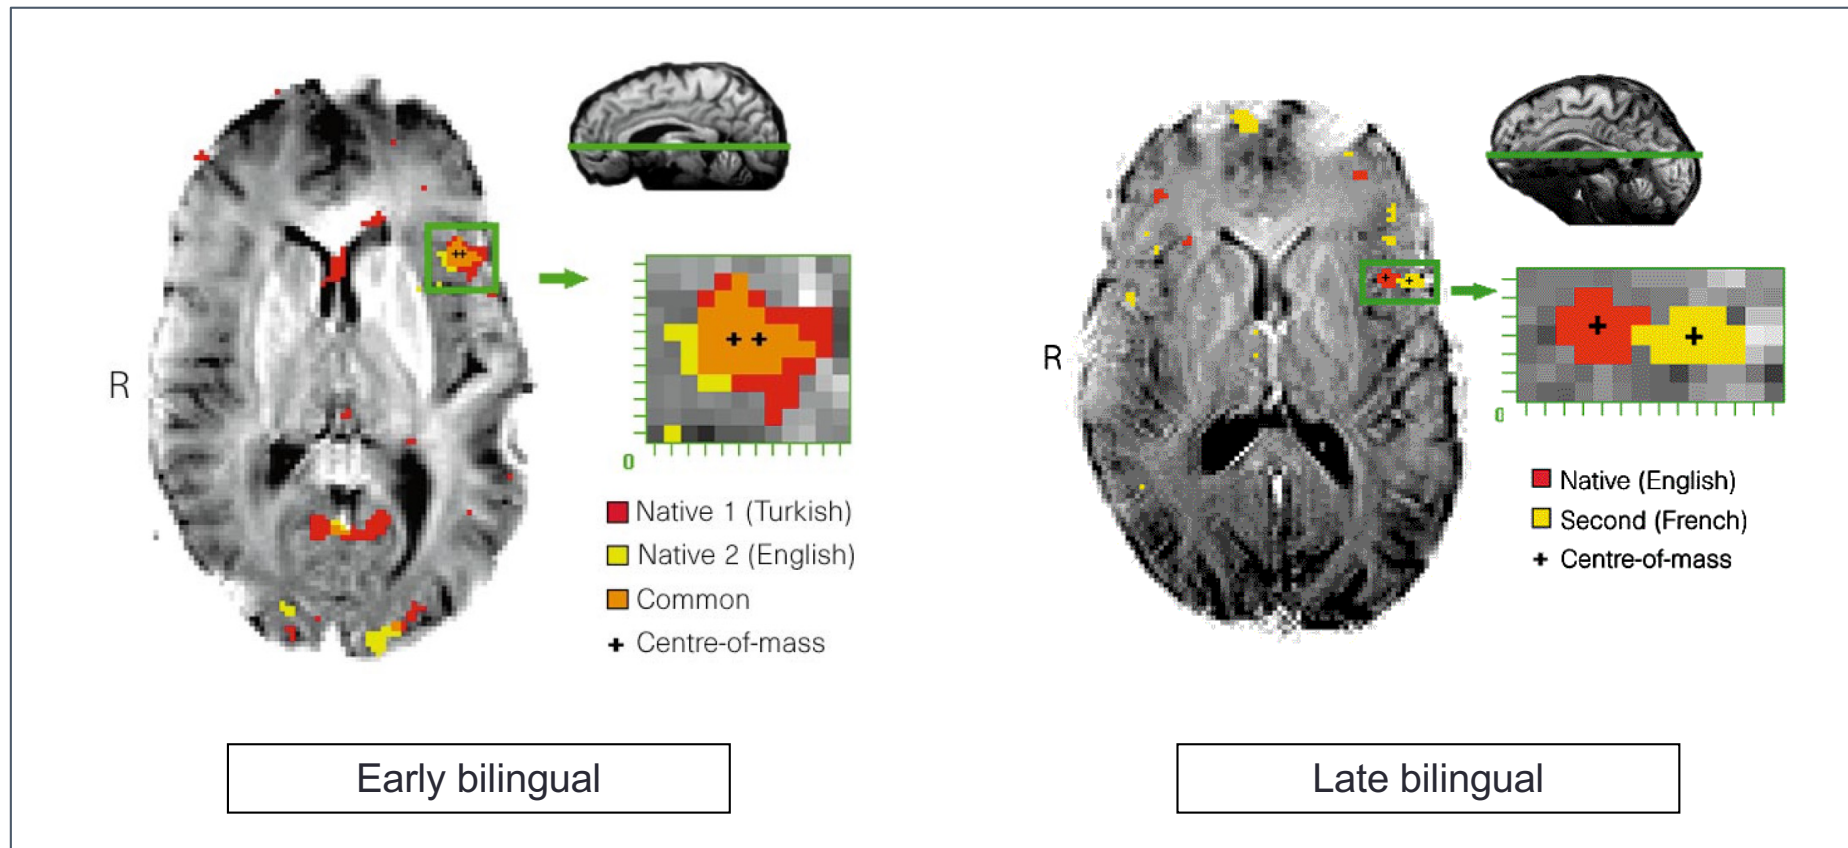 R
0
Native 1 (Turkish)
Native 2 (English)
Common
+ Centre-of-mass
Early bilingual
R
0
Native (English)
Second (French)
+ Centre-of-mass
Late bilingual